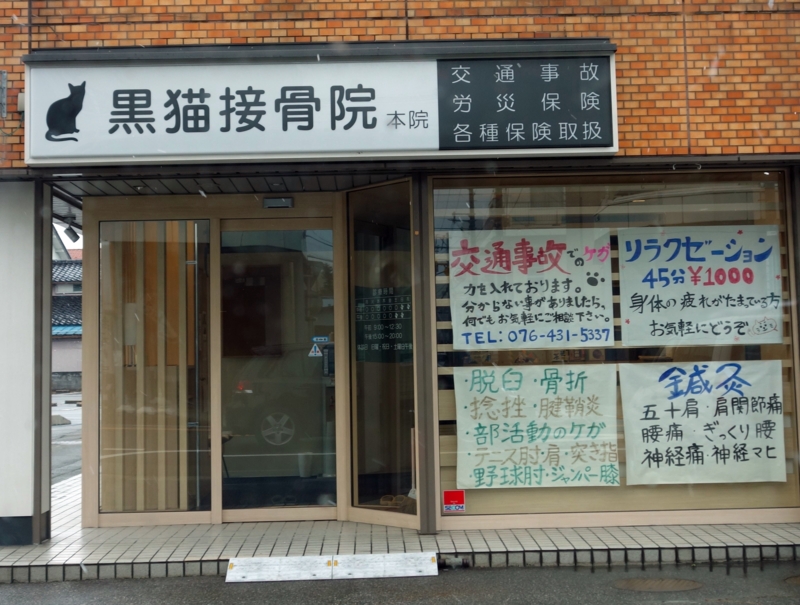 黒猫接骨院 本院
交通事故
労災保険
各種保険取扱
交通事故でのケガ
力を入れております。
分からない事がありましたら、
何でもお気軽にご相談下さい。
TEL: 076-431-5337
リラクゼーション
45分 ¥1000
身体の疲れがたまている方
お気軽にどうぞ
・脱臼・骨折
・捻挫・腱鞘炎
・部活動のケガ
・テニス肘・肩・突き指
・野球肘・ジャンパー膝
鍼灸
五十肩・肩関節痛
腰痛・ぎっくり腰
神経痛・神経マヒ
SECOM